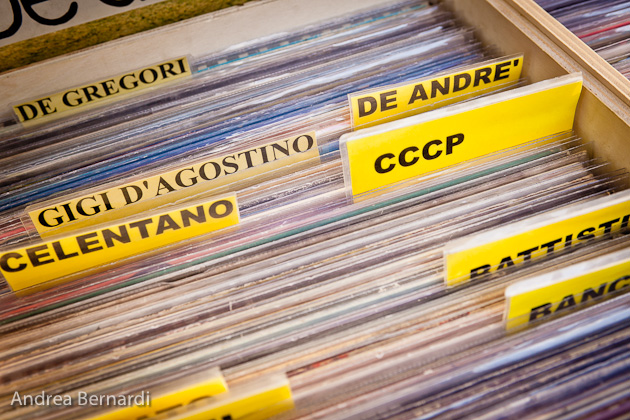 DE GREGORI
DE ANDRE'
CCCP
GIGI D'AGOSTINO
CELENTANO
BATTISTI
Andrea Bernardi